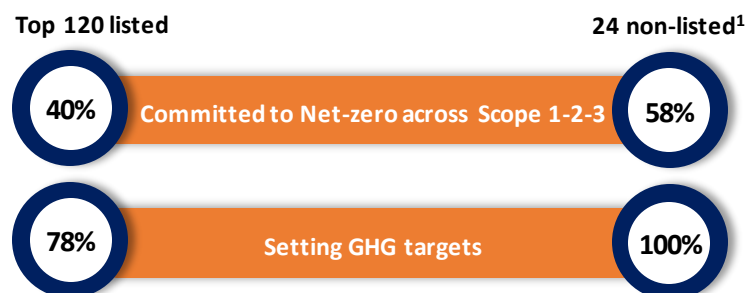 Top 120 listed 24 non-listed¹
40% Committed to Net-zero across Scope 1-2-3 58%
78% Setting GHG targets 100%